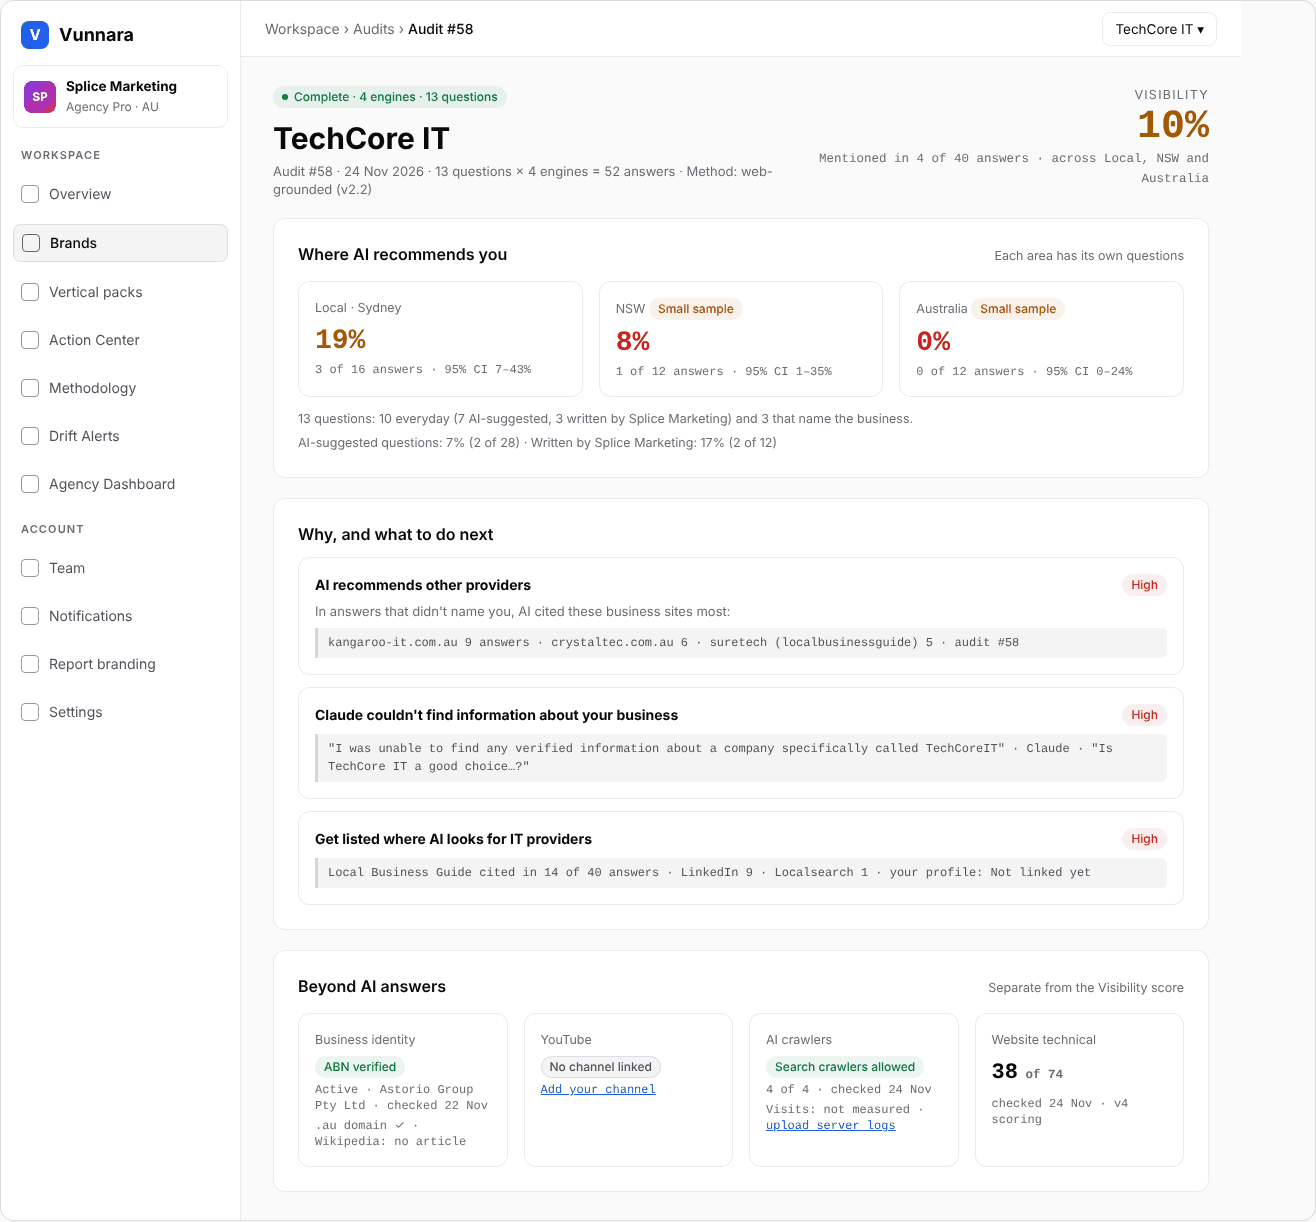 V Vunnara
SP Splice Marketing
Agency Pro · AU
WORKSPACE
Overview
Brands
Vertical packs
Action Center
Methodology
Drift Alerts
Agency Dashboard
ACCOUNT
Team
Notifications
Report branding
Settings
Workspace › Audits › Audit #58
TechCore IT ▾
Complete · 4 engines · 13 questions
TechCore IT
Audit #58 · 24 Nov 2026 · 13 questions × 4 engines = 52 answers · Method: web-
grounded (v2.2)
VISIBILITY
10%
Mentioned in 4 of 40 answers · across Local, NSW and
Australia
Where AI recommends you
Each area has its own questions
Local · Sydney
19%
3 of 16 answers · 95% CI 7–43%
NSW Small sample
8%
1 of 12 answers · 95% CI 1–35%
Australia Small sample
0%
0 of 12 answers · 95% CI 0–24%
13 questions: 10 everyday (7 AI-suggested, 3 written by Splice Marketing) and 3 that name the business.
AI-suggested questions: 7% (2 of 28) · Written by Splice Marketing: 17% (2 of 12)
Why, and what to do next
AI recommends other providers
High
In answers that didn't name you, AI cited these business sites most:
kangaroo-it.com.au 9 answers · crystaltec.com.au 6 · suretech (localbusinessguide) 5 · audit #58
Claude couldn't find information about your business
High
"I was unable to find any verified information about a company specifically called TechCoreIT" · Claude · "Is
TechCore IT a good choice…?"
Get listed where AI looks for IT providers
High
Local Business Guide cited in 14 of 40 answers · LinkedIn 9 · Localsearch 1 · your profile: Not linked yet
Beyond AI answers
Separate from the Visibility score
Business identity
ABN verified
Active · Astorio Group
Pty Ltd · checked 22 Nov
.au domain ✓ ·
Wikipedia: no article
YouTube
No channel linked
Add your channel
AI crawlers
Search crawlers allowed
4 of 4 · checked 24 Nov
Visits: not measured ·
upload server logs
Website technical
38 of 74
checked 24 Nov · v4
scoring